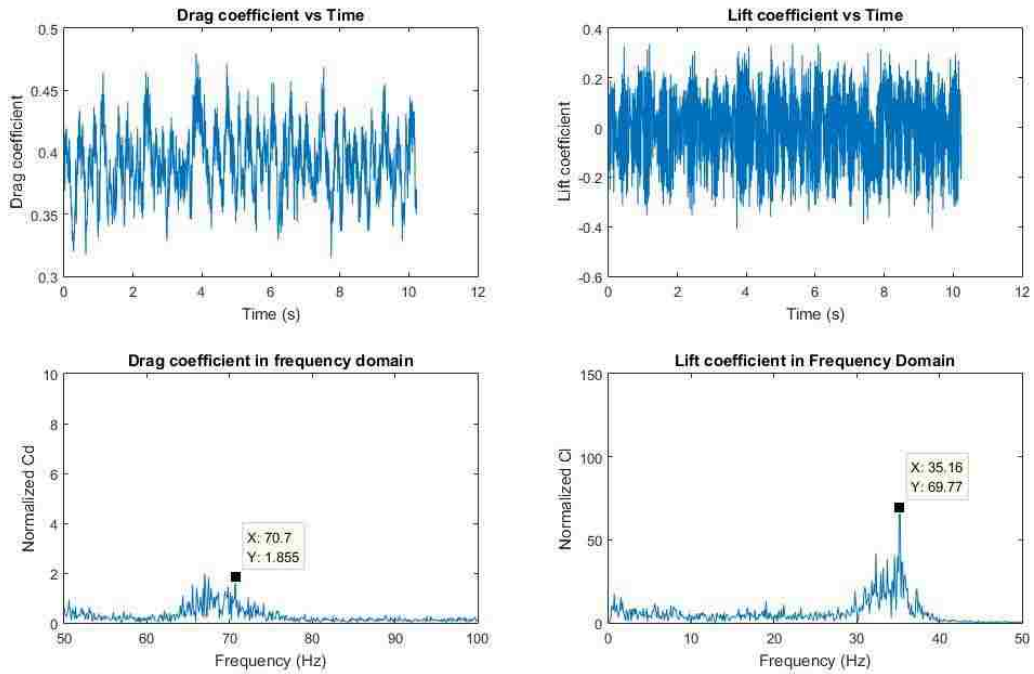 Drag coefficient vs Time
0.5
0.45
0.4
0.35
0.3
Drag coefficient
0 2 4 6 8 10 12
Time (s)
Lift coefficient vs Time
0.4
0.2
0
-0.2
-0.4
-0.6
Lift coefficient
0 2 4 6 8 10 12
Time (s)
Drag coefficient in frequency domain
10
8
6
4
2
0
Normalized Cd
X: 70.7
Y: 1.855
50 60 70 80 90 100
Frequency (Hz)
Lift coefficient in Frequency Domain
150
100
50
0
Normalized Cl
X: 35.16
Y: 69.77
0 10 20 30 40 50
Frequency (Hz)